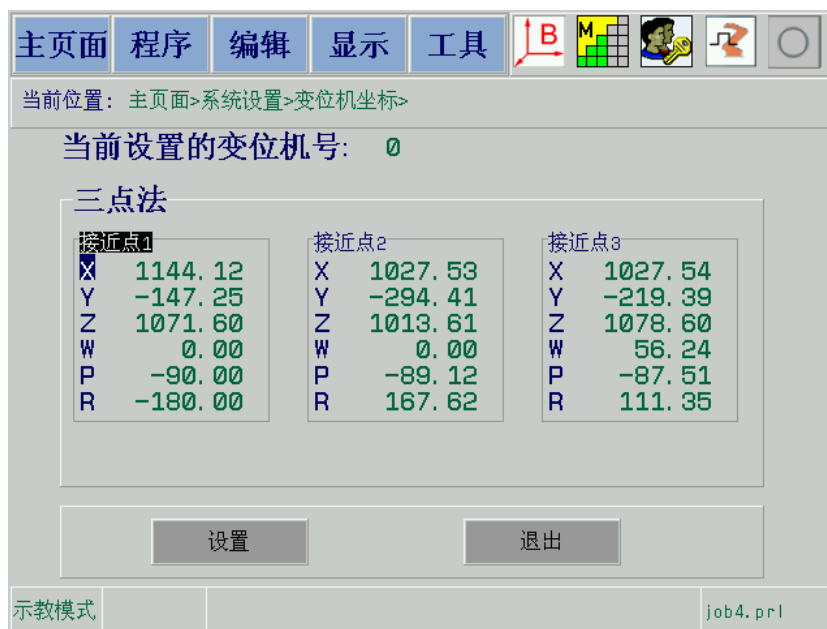 主页面 程序 编辑 显示 工具 B M
当前位置: 主页面>系统设置>变位机坐标>
当前设置的变位机号: 0
三点法
接近点1 接近点2 接近点3
X 1144.12 X 1027.53 X 1027.54
Y -147.25 Y -294.41 Y -219.39
Z 1071.60 Z 1013.61 Z 1078.60
W 0.00 W 0.00 W 56.24
P -90.00 P -89.12 P -87.51
R -180.00 R 167.62 R 111.35
设置 退出
示教模式 job4.prl